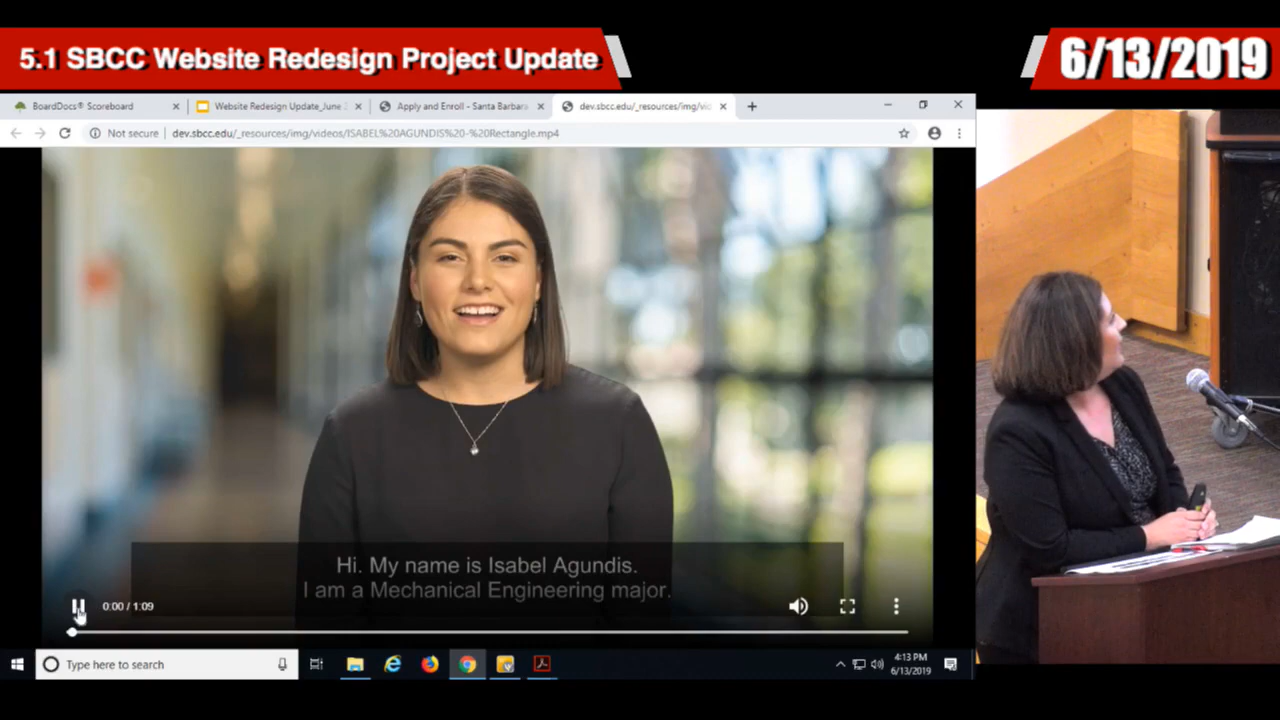 5.1 SBCC Website Redesign Project Update
6/13/2019
BoardDocs® Scoreboard
Website Redesign Update_June
Apply and Enroll - Santa Barbara
dev.sbcc.edu/_resources/img/vi
Not secure | dev.sbcc.edu/_resources/img/videos/ISABEL%20AGUNDIS%20-%20Rectangle.mp4
Hi. My name is Isabel Agundis.
I am a Mechanical Engineering major.
0:00 / 1:09
Type here to search
4:13 PM
6/13/2019